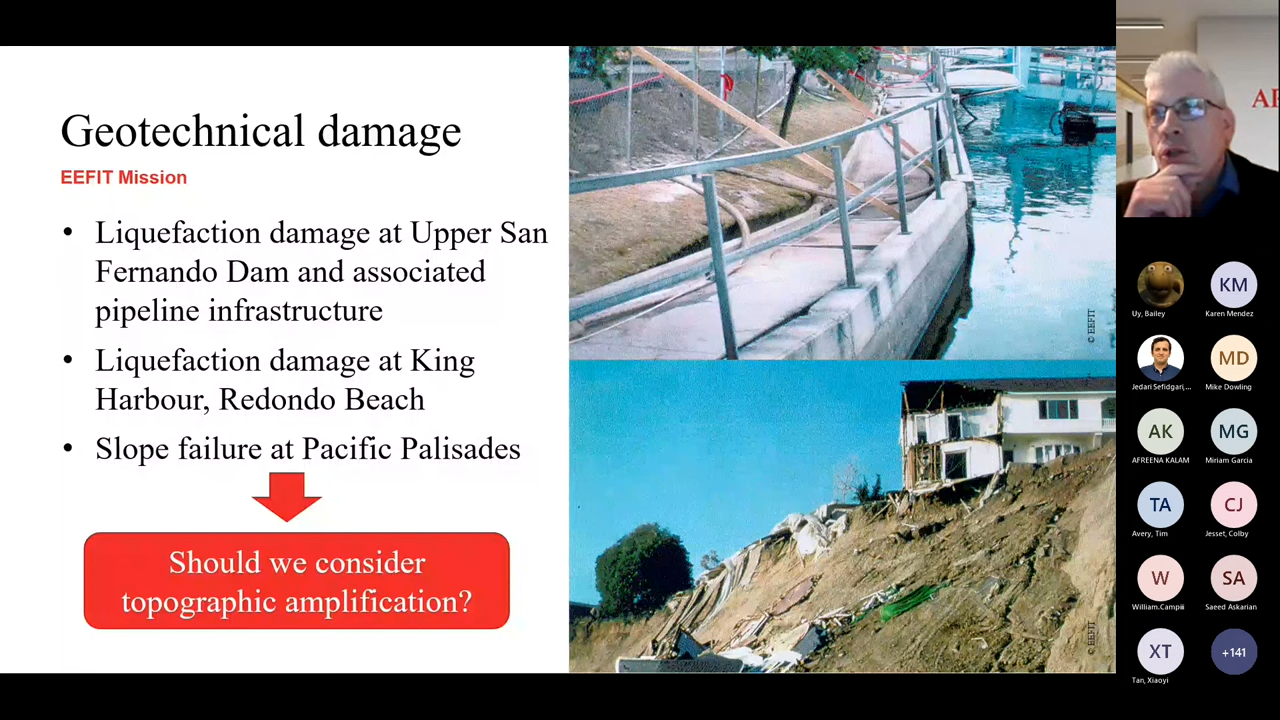 Geotechnical damage
EEFIT Mission
• Liquefaction damage at Upper San
Fernando Dam and associated
pipeline infrastructure
• Liquefaction damage at King
Harbour, Redondo Beach
• Slope failure at Pacific Palisades
Should we consider
topographic amplification?
© EEFIT
© EEFIT
Uy, Bailey
KM
Karen Mendez
Jedari Sefidgari,...
MD
Mike Dowling
AK
AFREENA KALAM
MG
Miriam Garcia
TA
Avery, Tim
CJ
Jesset, Colby
W
SA
Saeed Askarian
XT
Tan, Xiaoyi
+141